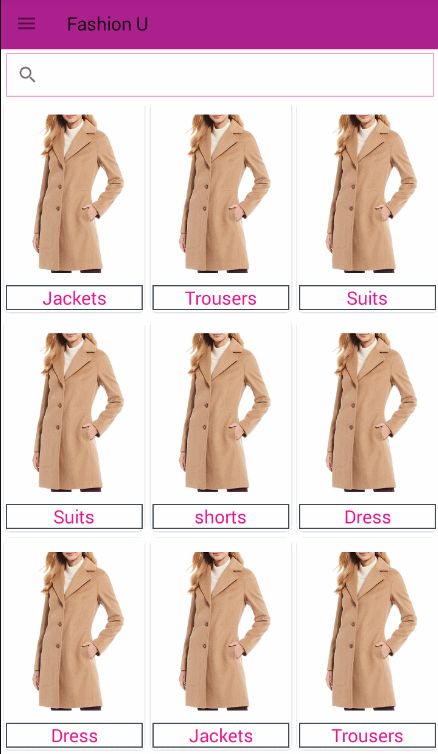 Fashion U
Jackets
Trousers
Suits
Suits
shorts
Dress
Dress
Jackets
Trousers